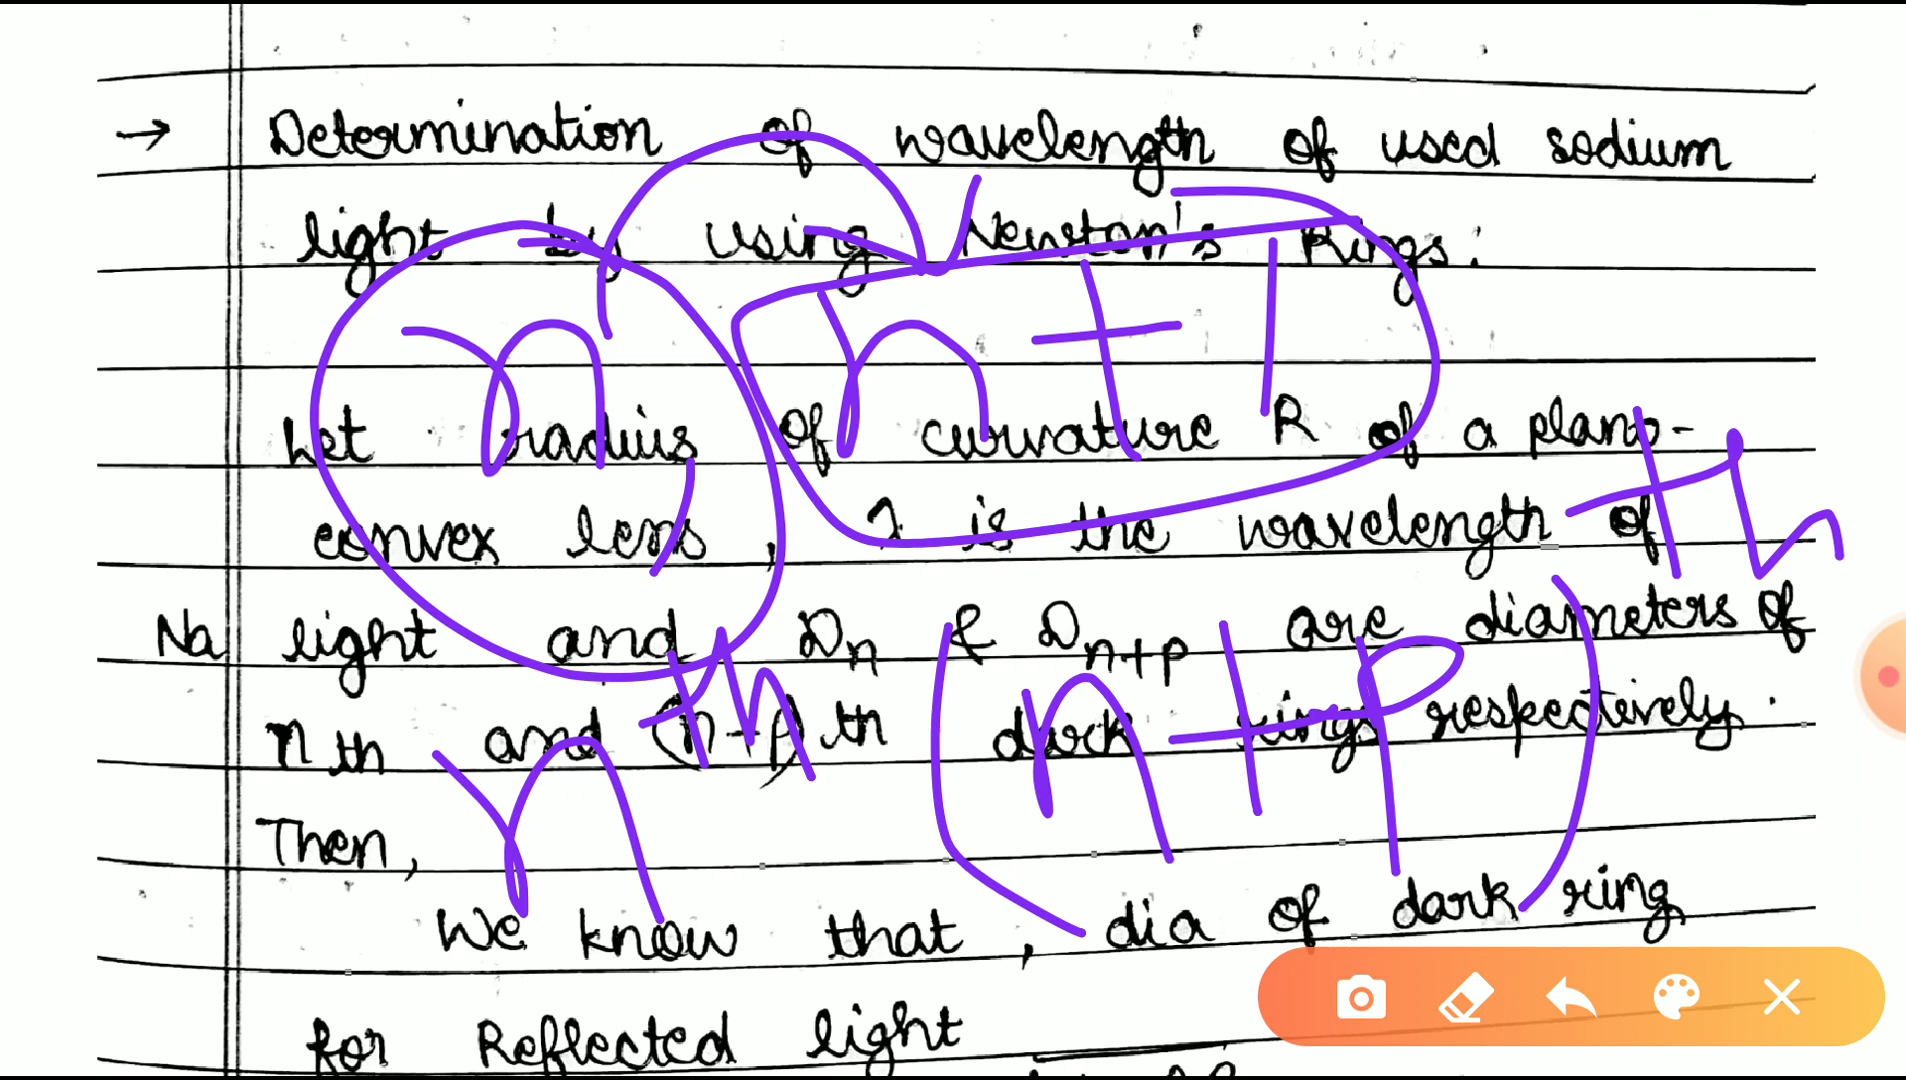 → Determination of wavelength of used sodium
light by using Newton's Rings:
n, n+1
Let radius of curvature R of a plano-
convex lens, λ is the wavelength of
th
Na light and Dn & Dn+p are diameters of
nth and (n+p)th dark rings respectively.
nth (n+p)
Then,
We know that, dia of dark ring
for Reflected light